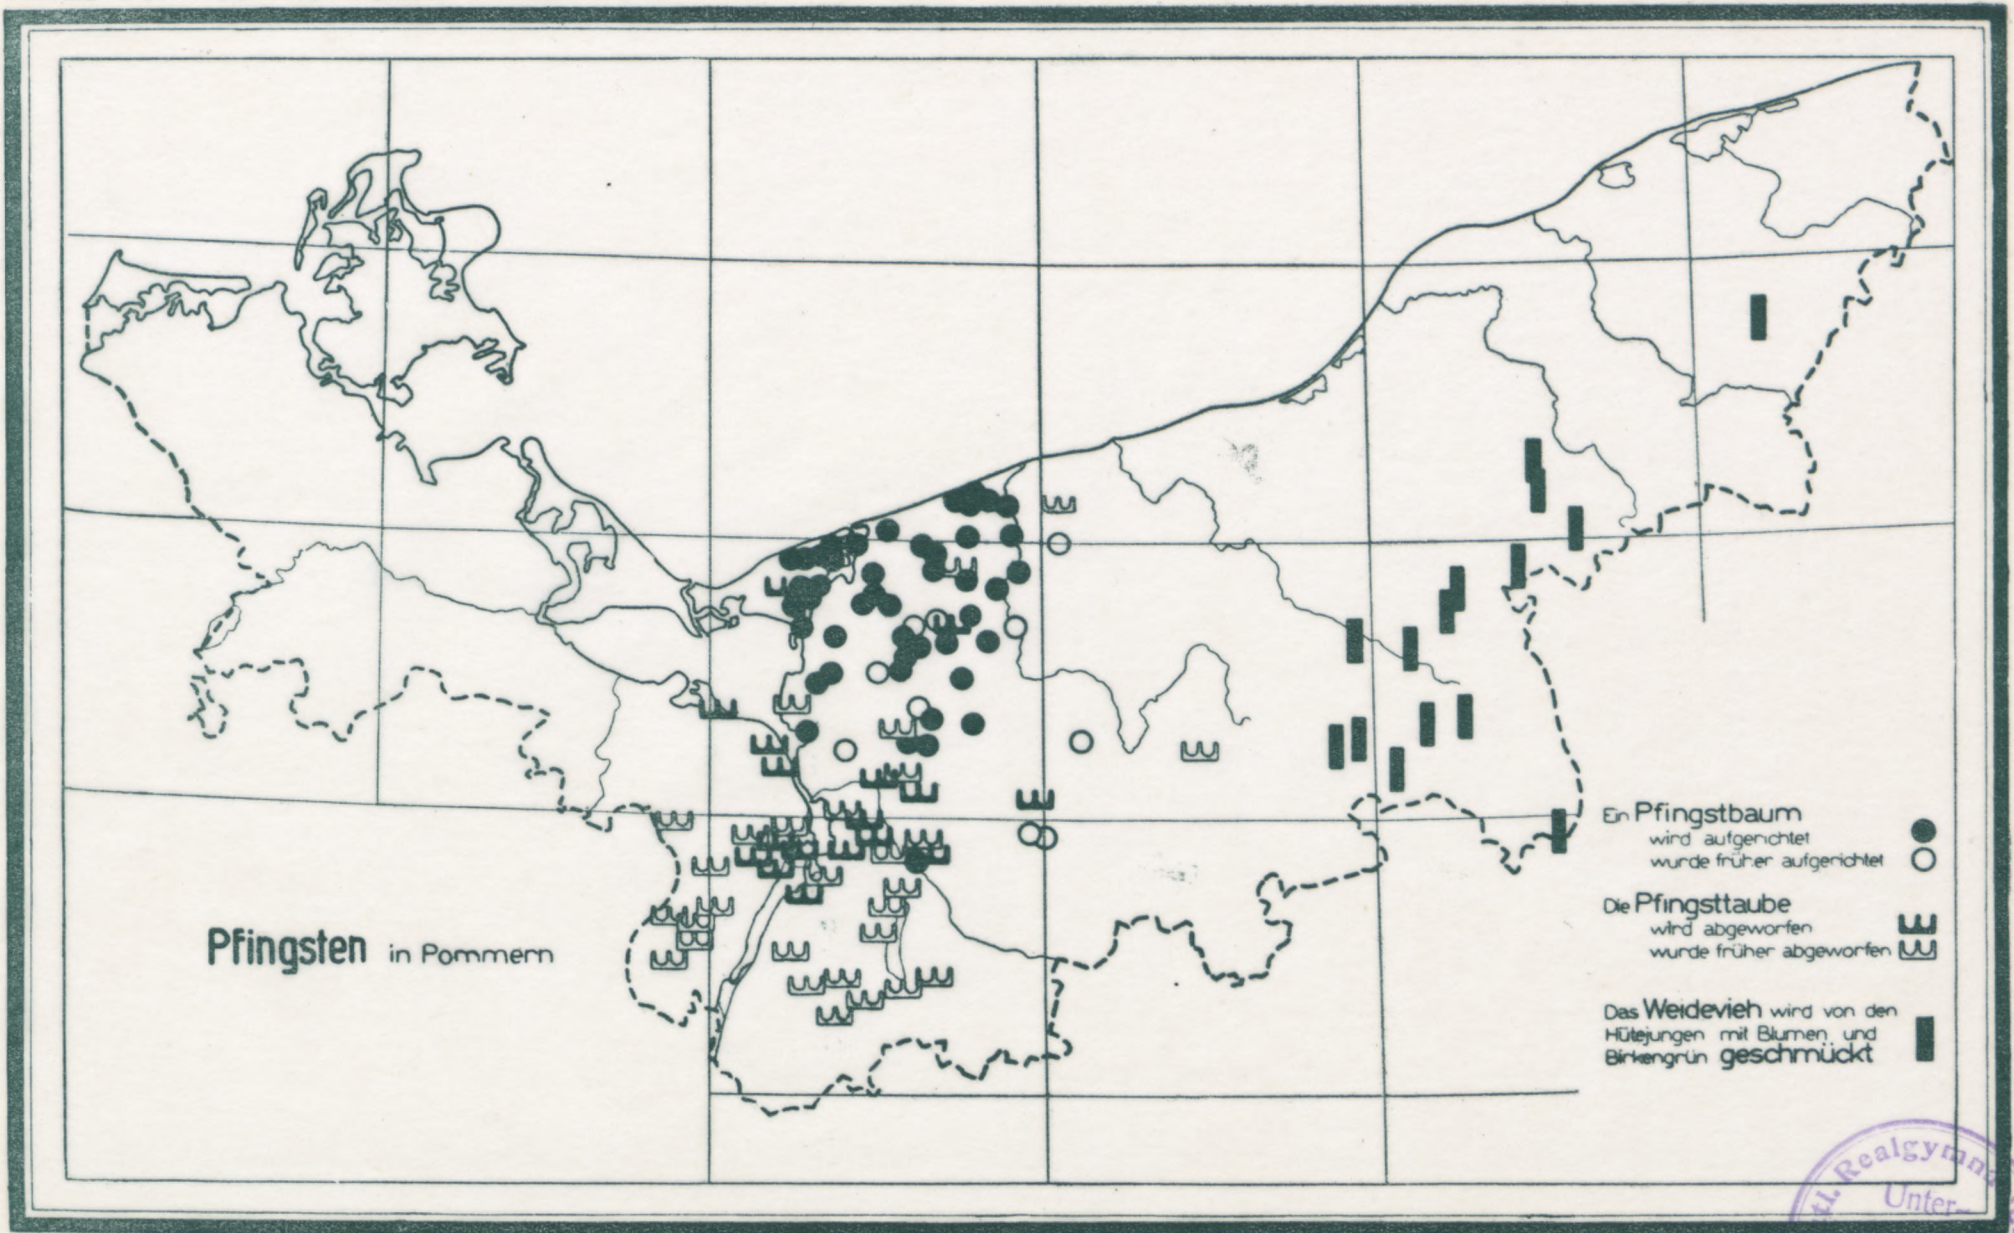 Pfingsten in Pommern
Ein Pfingstbaum
wird aufgerichtet
wurde früher aufgerichtet
Die Pfingsttaube
wird abgeworfen
wurde früher abgeworfen
Das Weidevieh wird von den
Hütejungen mit Blumen und
Birkengrün geschmückt
Realgymn
Unter-